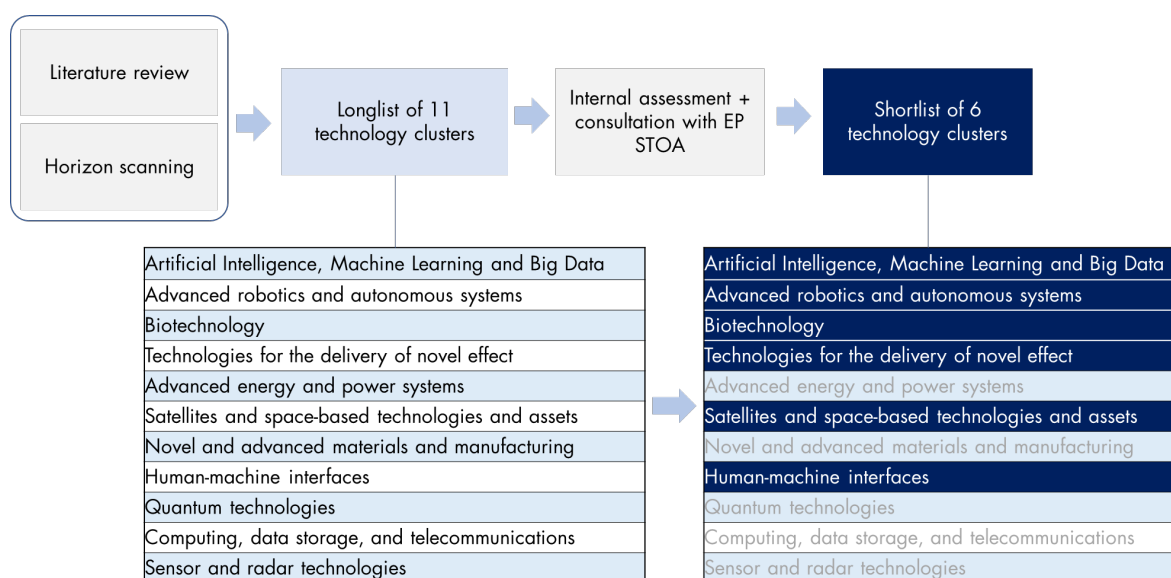 Literature review
Horizon scanning
Longlist of 11
technology clusters
Internal assessment +
consultation with EP
STOA
Shortlist of 6
technology clusters
Artificial Intelligence, Machine Learning and Big Data
Advanced robotics and autonomous systems
Biotechnology
Technologies for the delivery of novel effect
Advanced energy and power systems
Satellites and space-based technologies and assets
Novel and advanced materials and manufacturing
Human-machine interfaces
Quantum technologies
Computing, data storage, and telecommunications
Sensor and radar technologies
Artificial Intelligence, Machine Learning and Big Data
Advanced robotics and autonomous systems
Biotechnology
Technologies for the delivery of novel effect
Advanced energy and power systems
Satellites and space-based technologies and assets
Novel and advanced materials and manufacturing
Human-machine interfaces
Quantum technologies
Computing, data storage, and telecommunications
Sensor and radar technologies